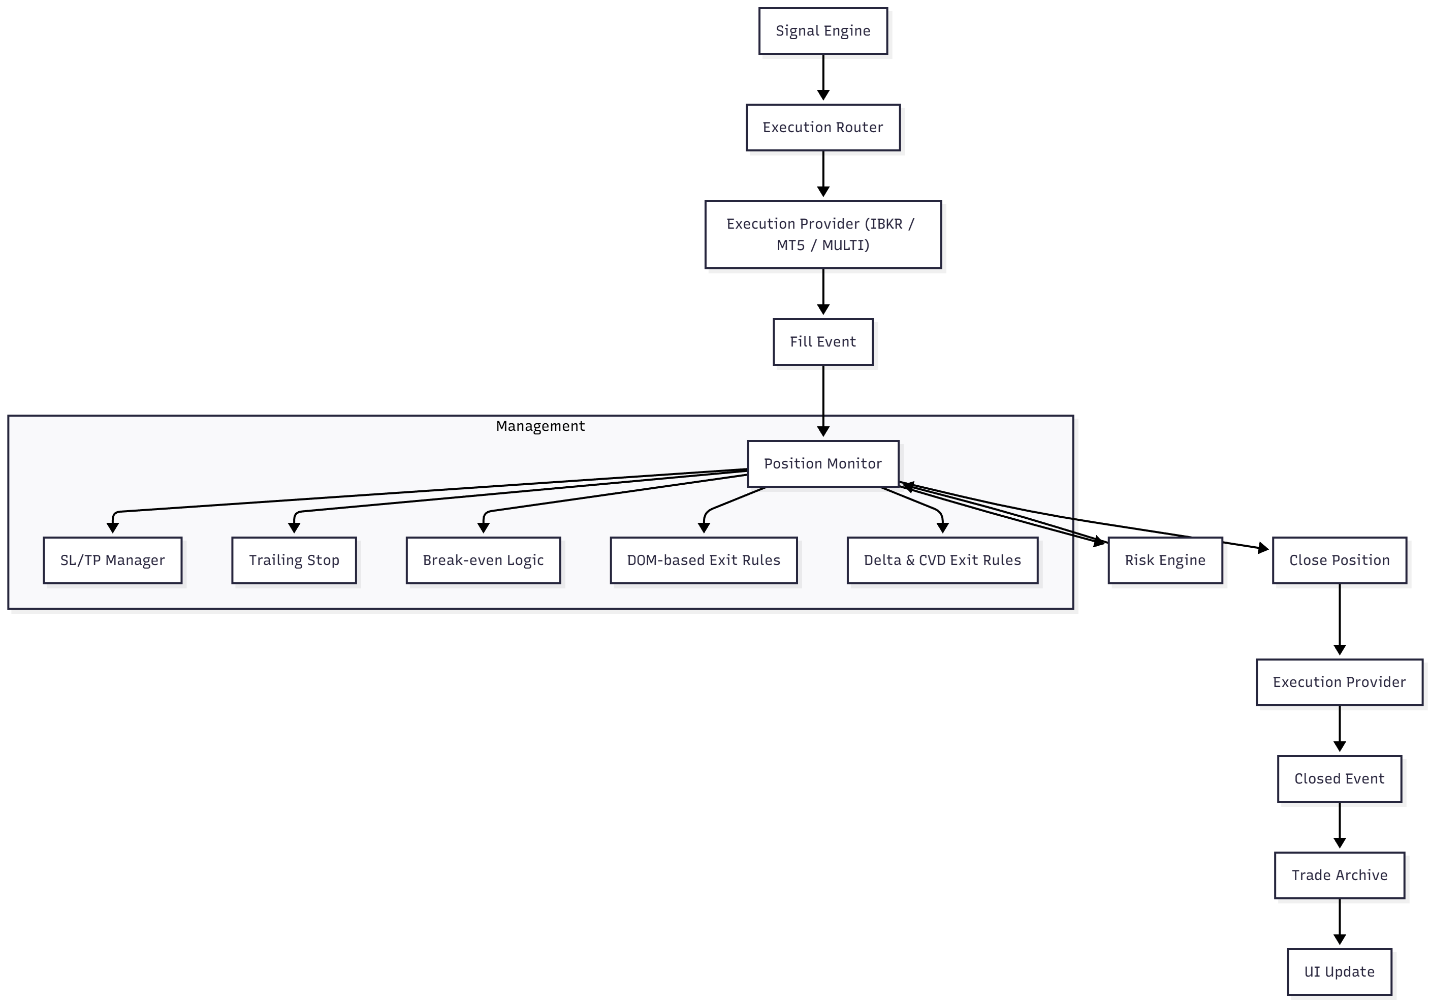 Signal Engine
Execution Router
Execution Provider (IBKR /
MT5 / MULTI)
Fill Event
Management
Position Monitor
SL/TP Manager
Trailing Stop
Break-even Logic
DOM-based Exit Rules
Delta & CVD Exit Rules
Risk Engine
Close Position
Execution Provider
Closed Event
Trade Archive
UI Update